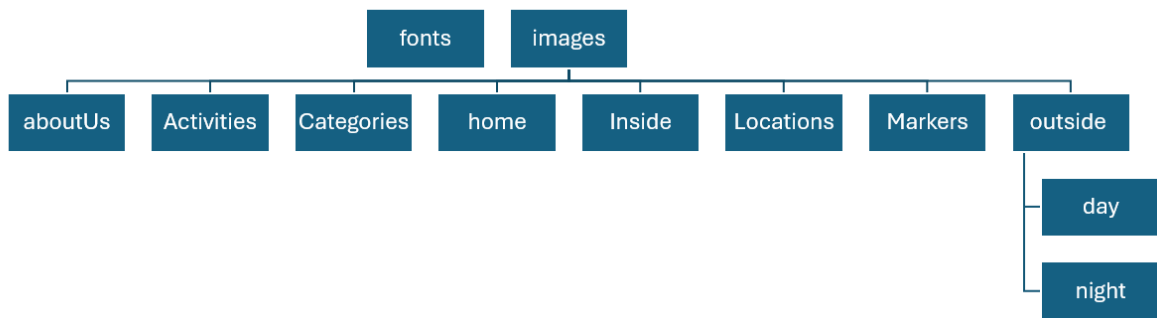 fonts
images
aboutUs
Activities
Categories
home
Inside
Locations
Markers
outside
day
night